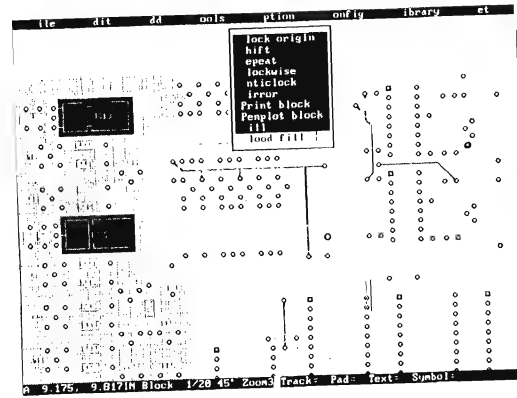 ile dit dd ools ption onfig ibrary et
lock origin
hift
epeat
lockwise
nticlock
irror
Print block
Penplot block
ill
lood fill
A 9.175, 9.817IN Block 1/20 45° Zoom3 Track= Pad= Text= Symbol=